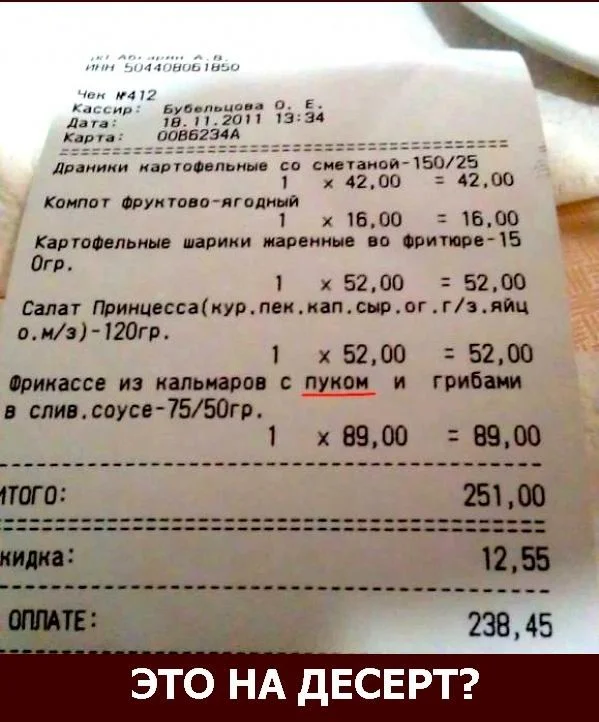 ИНН 504408061850
Чек №412
Кассир: Бубельцова О. Е.
Дата: 18.11.2011 13:34
Карта: 00B6234A
Драники картофельные со сметаной-150/25
1 x 42,00 = 42,00
Компот фруктово-ягодный
1 x 16,00 = 16,00
Картофельные шарики жаренные во фритюре-15
0гр.
1 x 52,00 = 52,00
Салат Принцесса(кур.пек.кап.сыр.ог.г/з.яйц
о.м/з)-120гр.
1 x 52,00 = 52,00
Фрикассе из кальмаров с пуком и грибами
в слив.соусе-75/50гр.
1 x 89,00 = 89,00
ИТОГО: 251,00
кидка: 12,55
ОПЛАТЕ: 238,45
ЭТО НА ДЕСЕРТ?